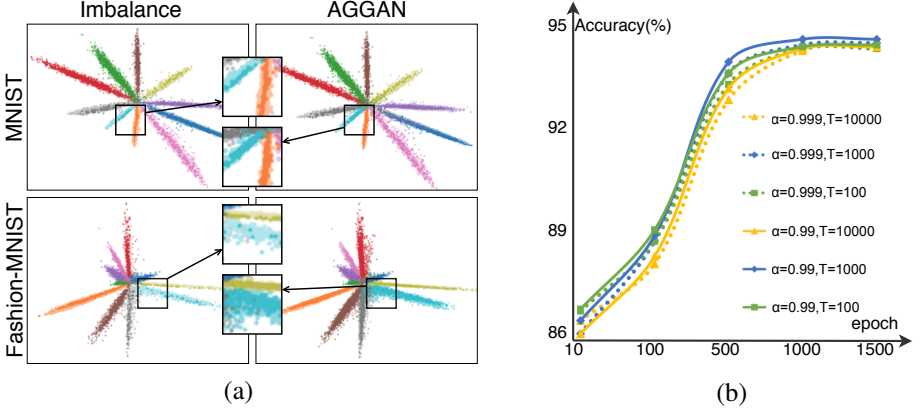 Imbalance
AGGAN
MNIST
Fashion-MNIST
(a)
Accuracy(%)
95
92
89
86
α=0.999,T=10000
α=0.999,T=1000
α=0.999,T=100
α=0.99,T=10000
α=0.99,T=1000
α=0.99,T=100
epoch
10 100 500 1000 1500
(b)